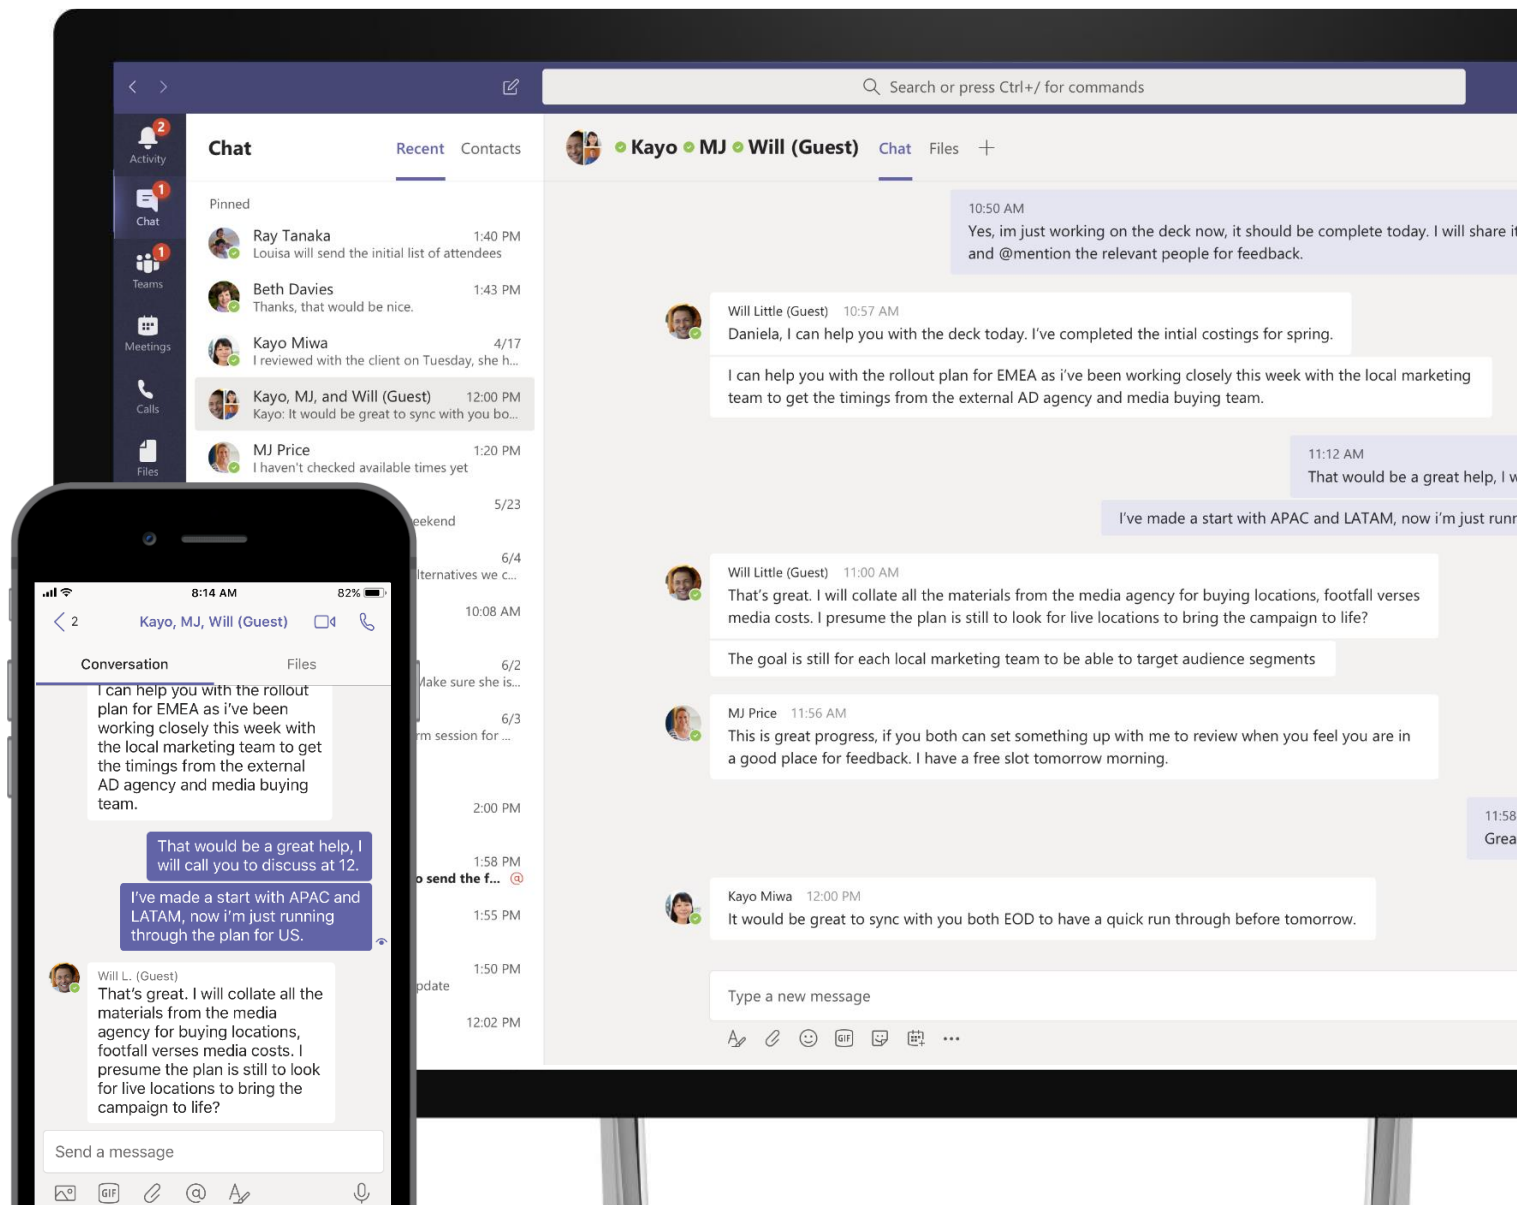 Search or press Ctrl+/ for commands
2
Activity
1
Chat
1
Teams
Meetings
Calls
Files
Chat
Recent
Contacts
Pinned
Ray Tanaka 1:40 PM
Louisa will send the initial list of attendees
Beth Davies 1:43 PM
Thanks, that would be nice.
Kayo Miwa 4/17
I reviewed with the client on Tuesday, she h...
Kayo, MJ, and Will (Guest) 12:00 PM
Kayo: It would be great to sync with you bo...
MJ Price 1:20 PM
I haven't checked available times yet
5/23
eekend
6/4
lternatives we c...
10:08 AM
6/2
Make sure she is...
6/3
rm session for ...
2:00 PM
1:58 PM
o send the f... @
1:55 PM
1:50 PM
pdate
12:02 PM
Kayo MJ Will (Guest) Chat Files
10:50 AM
Yes, im just working on the deck now, it should be complete today. I will share it
and @mention the relevant people for feedback.
Will Little (Guest) 10:57 AM
Daniela, I can help you with the deck today. I've completed the intial costings for spring.
I can help you with the rollout plan for EMEA as i've been working closely this week with the local marketing
team to get the timings from the external AD agency and media buying team.
11:12 AM
That would be a great help, I w
I've made a start with APAC and LATAM, now i'm just runn
Will Little (Guest) 11:00 AM
That's great. I will collate all the materials from the media agency for buying locations, footfall verses
media costs. I presume the plan is still to look for live locations to bring the campaign to life?
The goal is still for each local marketing team to be able to target audience segments
MJ Price 11:56 AM
This is great progress, if you both can set something up with me to review when you feel you are in
a good place for feedback. I have a free slot tomorrow morning.
11:58
Grea
Kayo Miwa 12:00 PM
It would be great to sync with you both EOD to have a quick run through before tomorrow.
Type a new message
GIF
8:14 AM
82%
2
Kayo, MJ, Will (Guest)
Conversation
Files
I can help you with the rollout
plan for EMEA as i've been
working closely this week with
the local marketing team to get
the timings from the external
AD agency and media buying
team.
That would be a great help, I
will call you to discuss at 12.
I've made a start with APAC and
LATAM, now i'm just running
through the plan for US.
Will L. (Guest)
That's great. I will collate all the
materials from the media
agency for buying locations,
footfall verses media costs. I
presume the plan is still to look
for live locations to bring the
campaign to life?
Send a message
GIF